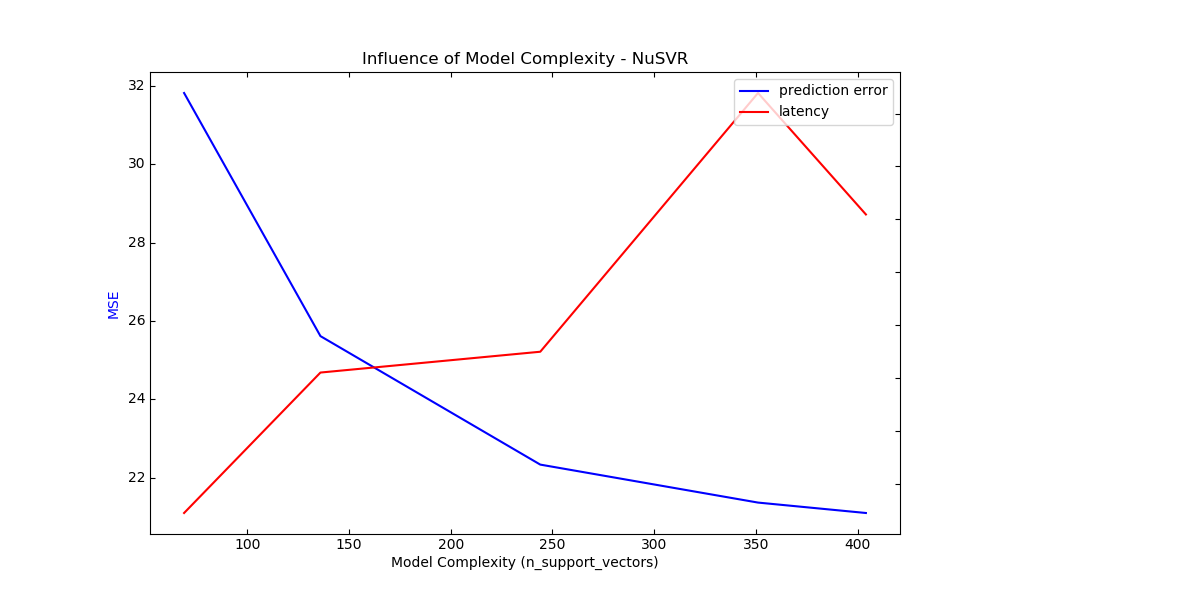 Influence of Model Complexity - NuSVR
prediction error
latency
32
30
28
26
24
22
MSE
100 150 200 250 300 350 400
Model Complexity (n_support_vectors)